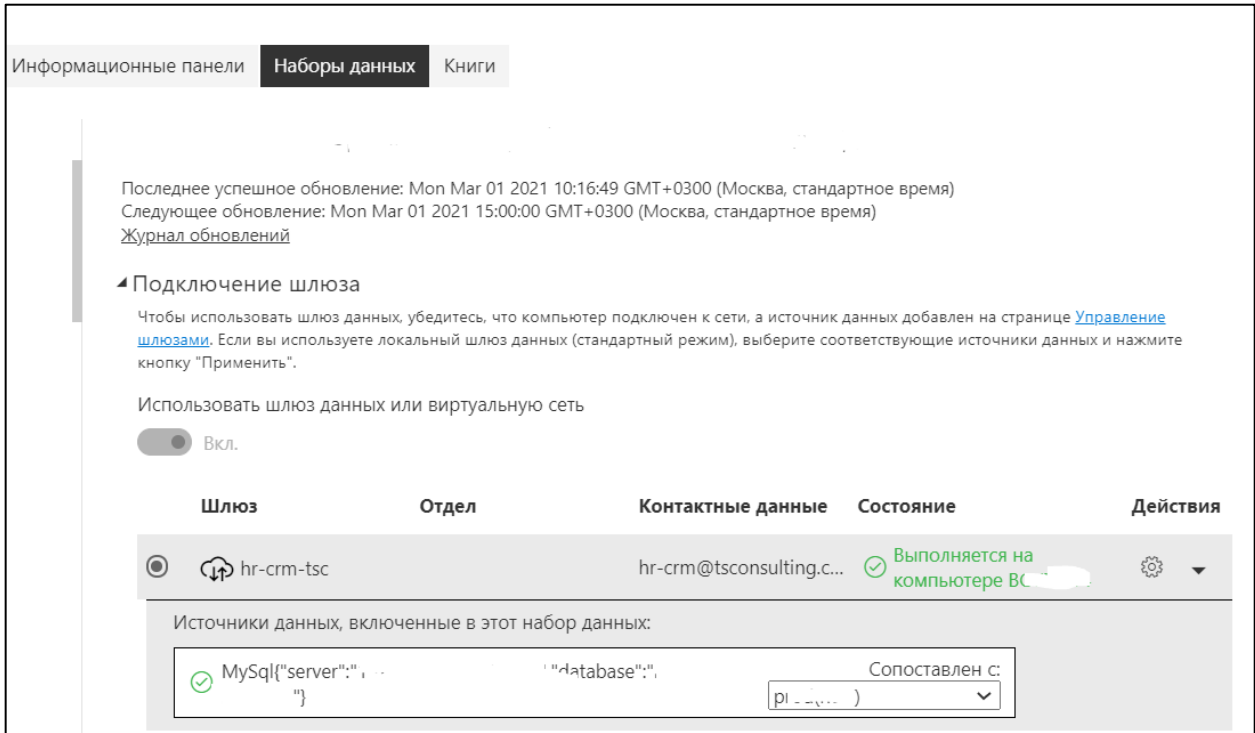 Информационные панели Наборы данных Книги
Последнее успешное обновление: Mon Mar 01 2021 10:16:49 GMT+0300 (Москва, стандартное время)
Следующее обновление: Mon Mar 01 2021 15:00:00 GMT+0300 (Москва, стандартное время)
Журнал обновлений
Подключение шлюза
Чтобы использовать шлюз данных, убедитесь, что компьютер подключен к сети, а источник данных добавлен на странице Управление
шлюзами. Если вы используете локальный шлюз данных (стандартный режим), выберите соответствующие источники данных и нажмите
кнопку "Применить".
Использовать шлюз данных или виртуальную сеть
Вкл.
Шлюз Отдел Контактные данные Состояние Действия
hr-crm-tsc hr-crm@tsconsulting.c... Выполняется на
компьютере
Источники данных, включенные в этот набор данных:
MySql{"server":" "database":"
"}
Сопоставлен с: